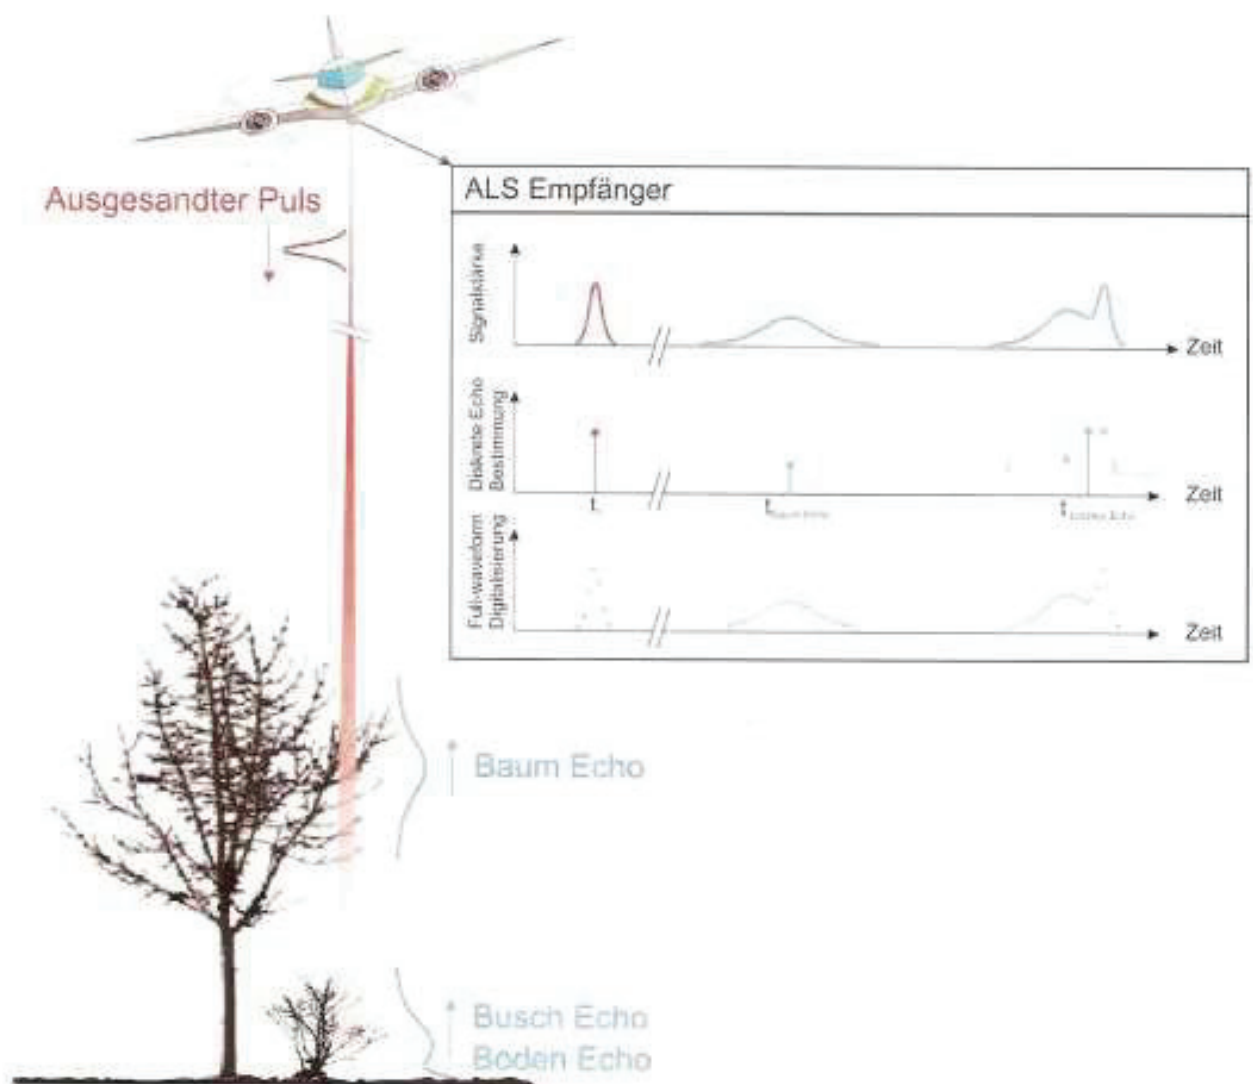 Ausgesandter Puls
ALS Empfänger
Signalstärke
Zeit
Diskrete Echo
Bestimmung
Zeit
t
t
t
Full-waveform
Digitalisierung
Zeit
Baum Echo
Busch Echo
Boden Echo